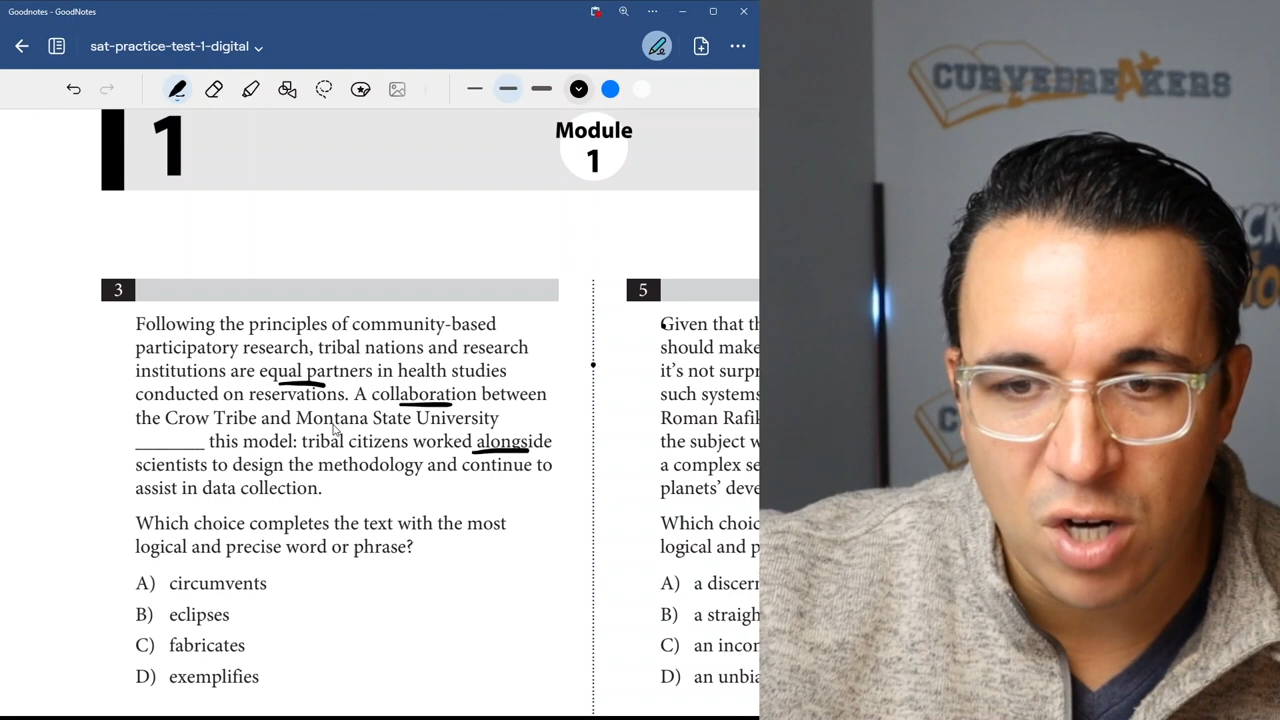 Goodnotes - GoodNotes
sat-practice-test-1-digital
1
Module
1
3
Following the principles of community-based
participatory research, tribal nations and research
institutions are equal partners in health studies
conducted on reservations. A collaboration between
the Crow Tribe and Montana State University
_______ this model: tribal citizens worked alongside
scientists to design the methodology and continue to
assist in data collection.
Which choice completes the text with the most
logical and precise word or phrase?
A) circumvents
B) eclipses
C) fabricates
D) exemplifies
5
Given that th
should make
it's not surp
such systems
Roman Rafik
the subject w
a complex se
planets' deve
Which choic
logical and p
A) a discern
B) a straigh
C) an incon
D) an unbia
CURVEBREAKERS